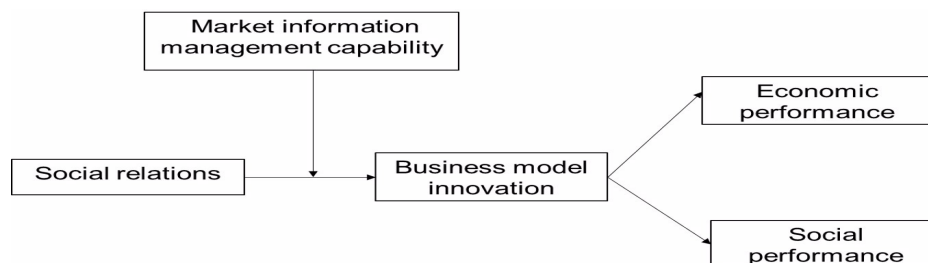 Market information
management capability
Economic
performance
Social relations
Business model
innovation
Social
performance